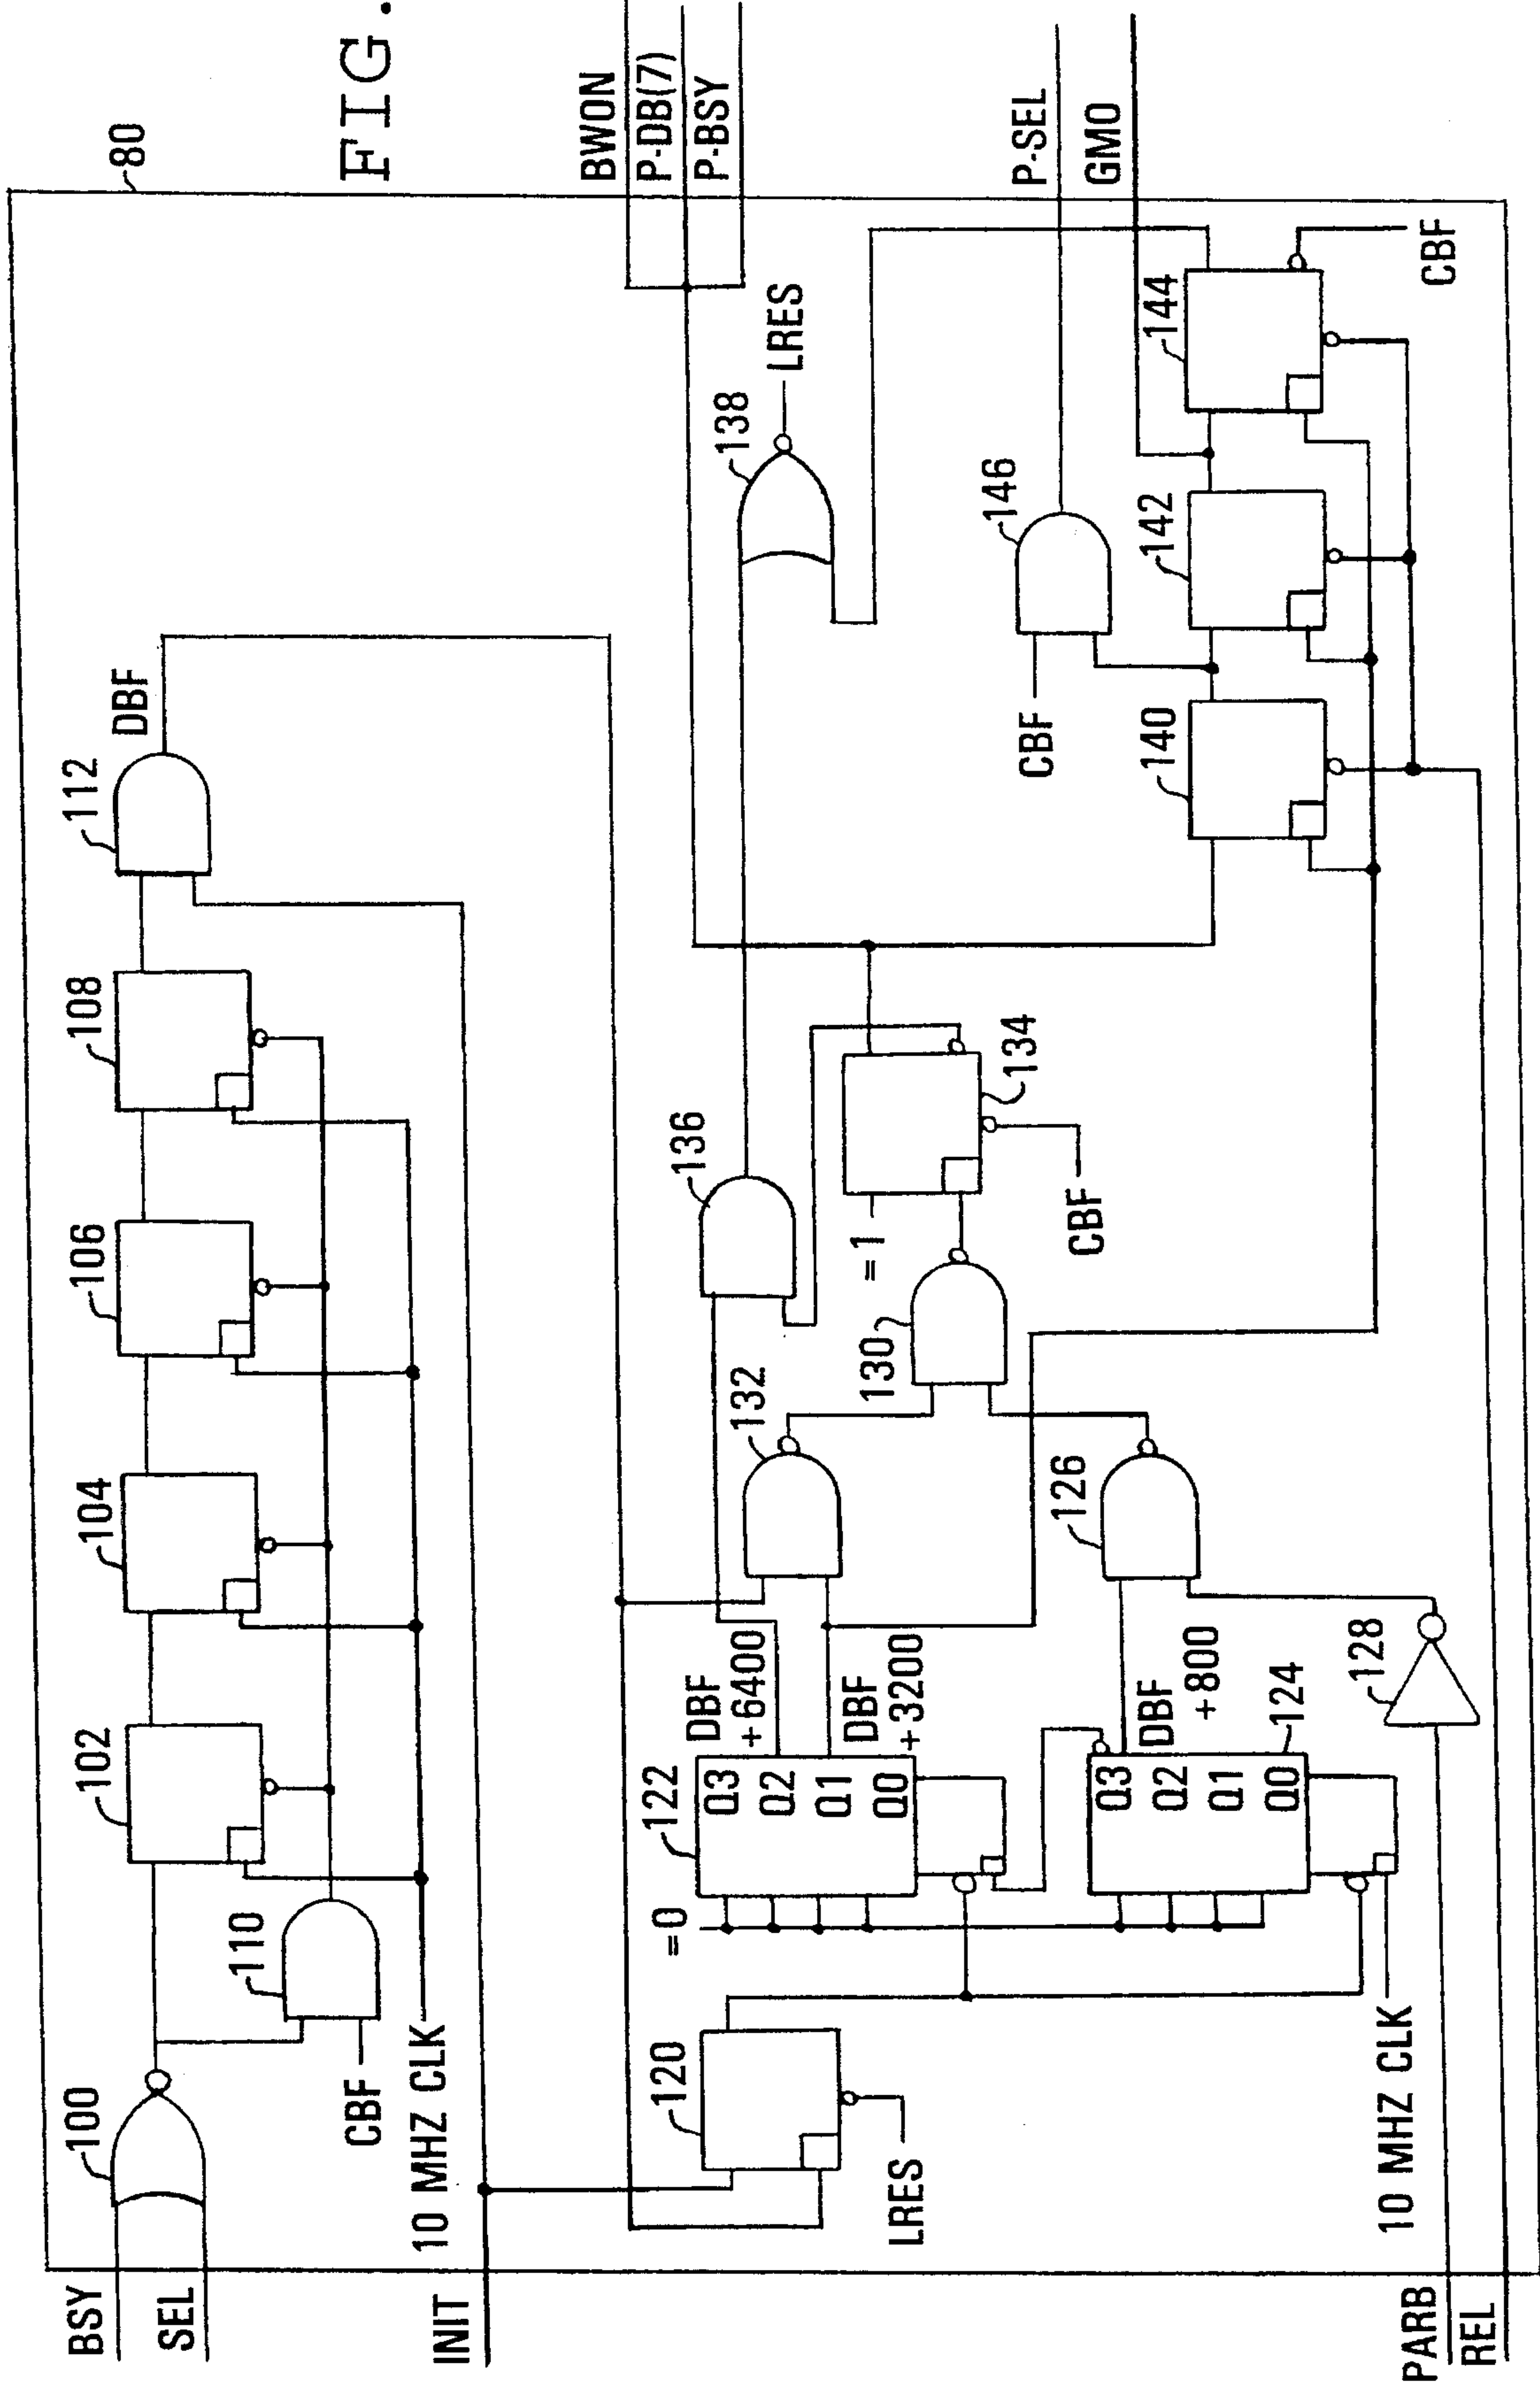 FIG.
80
BSY
SEL
100
CBF
110
102
104
106
108
112
DBF
10 MHZ CLK
INIT
BWON
P-DB(7)
P-BSY
120
LRES
=0
122
Q3
Q2
Q1
Q0
DBF
+6400
DBF
+3200
132
136
138
LRES
130
=1
134
CBF
Q3
Q2
Q1
Q0
DBF
+800
124
126
128
10 MHZ CLK
140
142
144
146
CBF
CBF
P-SEL
GMO
PARB
REL